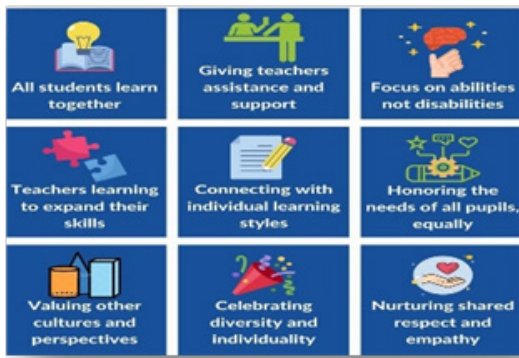 All students learn
together
Giving teachers
assistance and
support
Focus on abilities
not disabilities
Teachers learning
to expand their
skills
Connecting with
individual learning
styles
Honoring the
needs of all pupils,
equally
Valuing other
cultures and
perspectives
Celebrating
diversity and
individuality
Nurturing shared
respect and
empathy